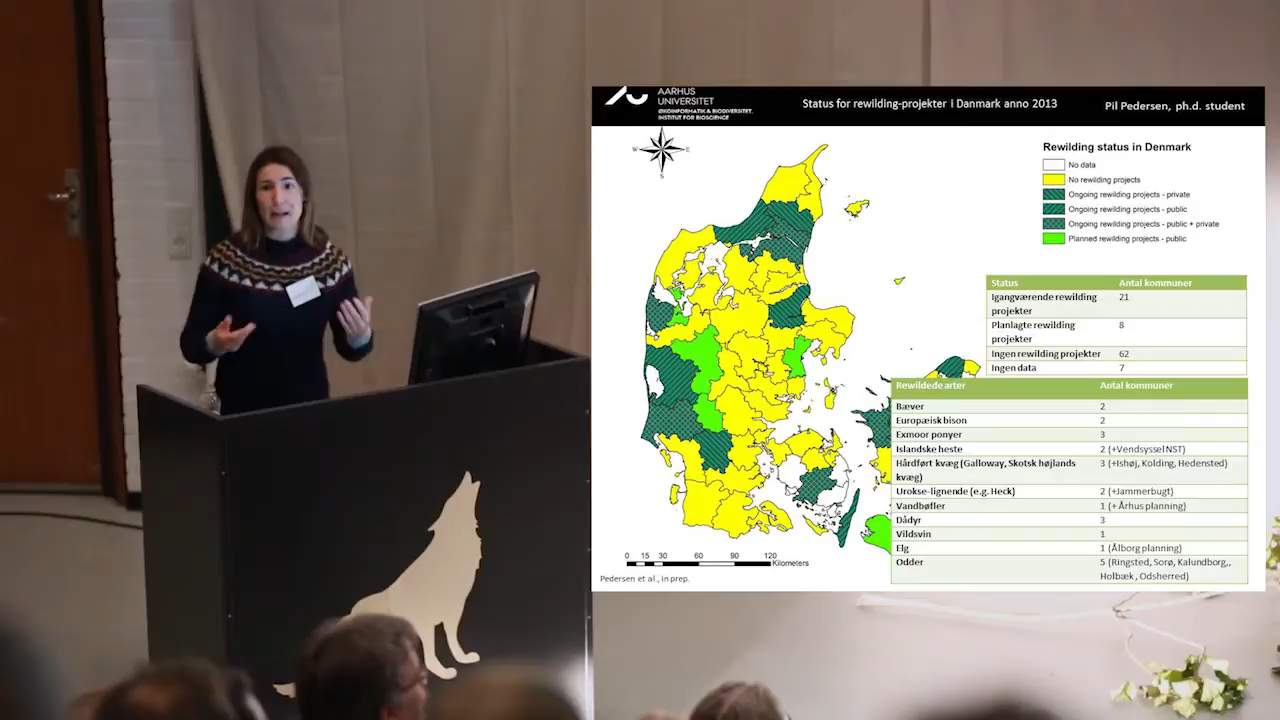 AARHUS
UNIVERSITET
ØKOINFORMATIK & BIODIVERSITET,
INSTITUT FOR BIOSCIENCE
Status for rewilding-projekter i Danmark anno 2013
Pil Pedersen, ph.d. student
N
W E
S
Rewilding status in Denmark
No data
No rewilding projects
Ongoing rewilding projects - private
Ongoing rewilding projects - public
Ongoing rewilding projects - public + private
Planned rewilding projects - public
Status Antal kommuner
Igangværende rewilding 21
projekter
Planlagte rewilding 8
projekter
Ingen rewilding projekter 62
Ingen data 7
Rewildede arter Antal kommuner
Bæver 2
Europæisk bison 2
Exmoor ponyer 3
Islandske heste 2 (+Vendsyssel NST)
Hårdført kvæg (Galloway, Skotsk højlands 3 (+Ishøj, Kolding, Hedensted)
kvæg)
Urokse-lignende (e.g. Heck) 2 (+Jammerbugt)
Vandbøfler 1 (+ Århus planning)
Dådyr 3
Vildsvin 1
Elg 1 (Ålborg planning)
Odder 5 (Ringsted, Sorø, Kalundborg,,
Holbæk, Odsherred)
0 15 30 60 90 120
Kilometers
Pedersen et al., in prep.